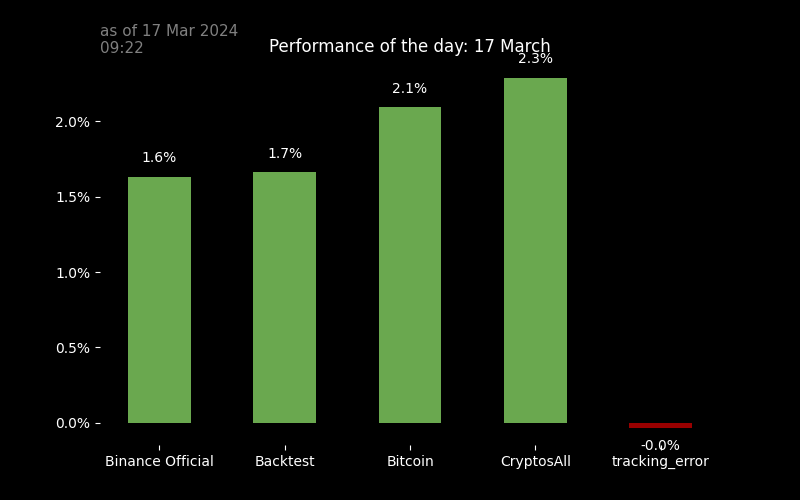 as of 17 Mar 2024
09:22
Performance of the day: 17 March
2.3%
2.1%
2.0%
1.7%
1.6%
1.5%
1.0%
0.5%
0.0%
-0.0%
Binance Official
Backtest
Bitcoin
CryptosAll
tracking_error